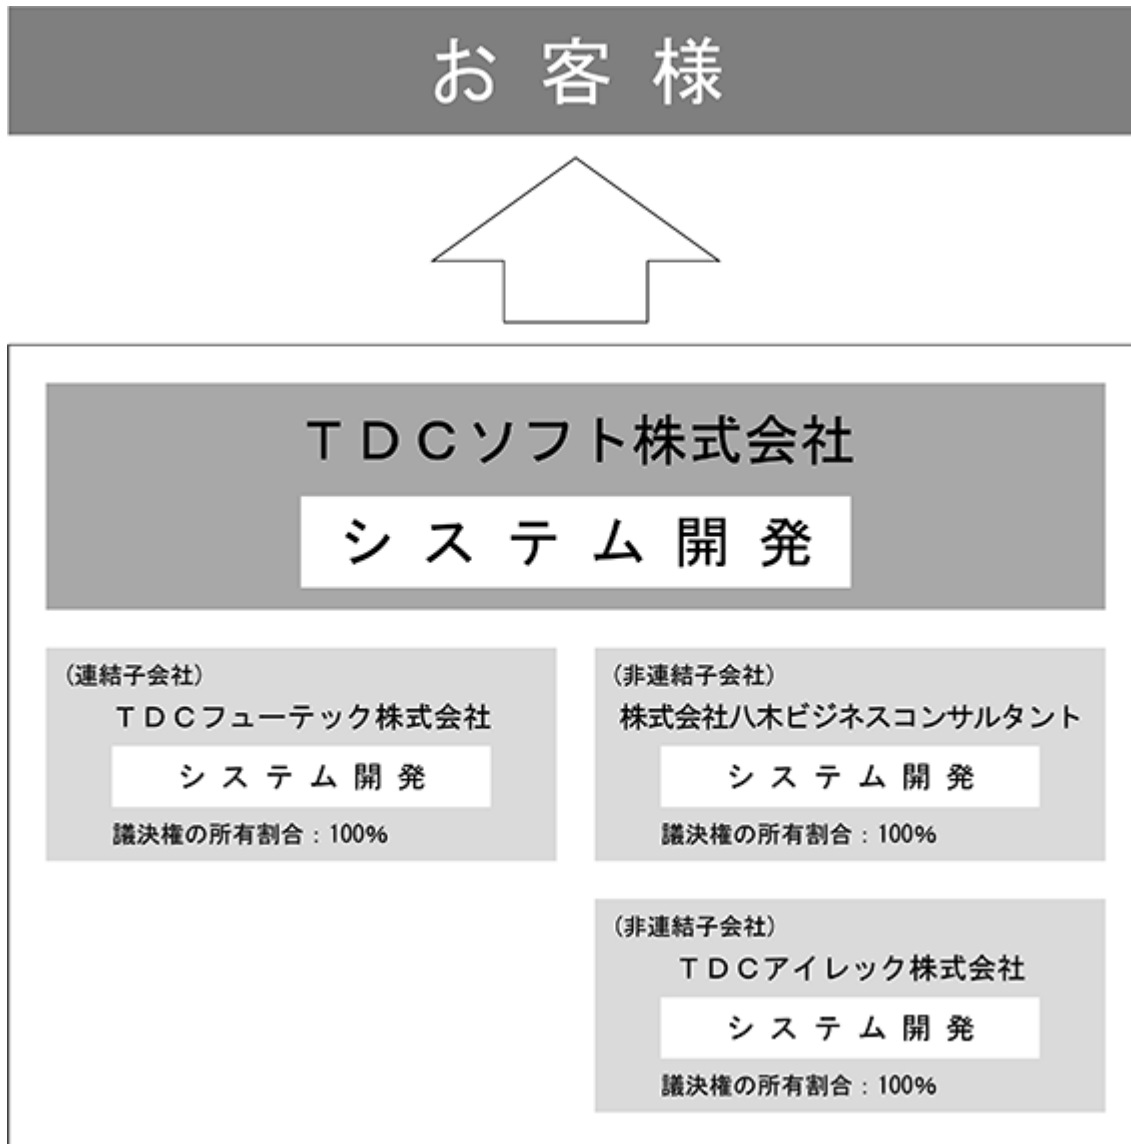 お客様
TDCソフト株式会社
システム開発
(連結子会社)
TDCフューテック株式会社
システム開発
議決権の所有割合:100%
(非連結子会社)
株式会社八木ビジネスコンサルタント
システム開発
議決権の所有割合:100%
(非連結子会社)
TDCアイレック株式会社
システム開発
議決権の所有割合:100%